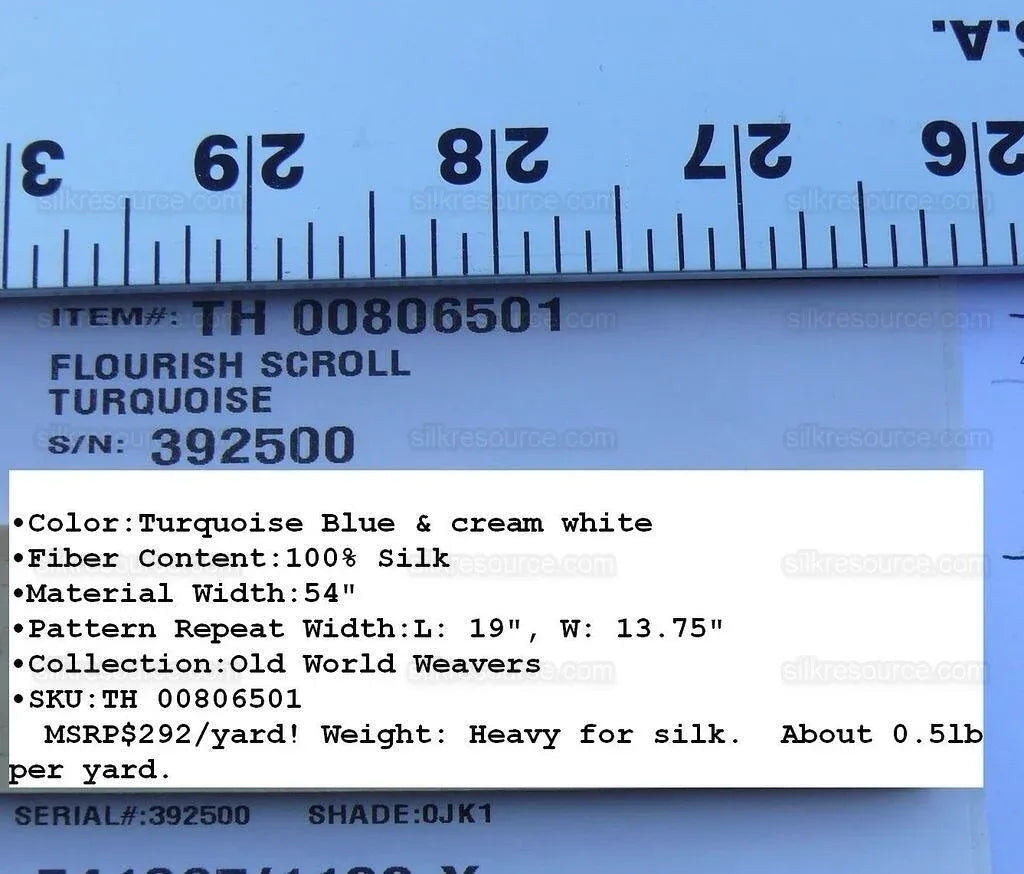 S.A.
3
29
28
27
26
ITEM#: TH 00806501
FLOURISH SCROLL
TURQUOISE
S/N: 392500
•Color:Turquoise Blue & cream white
•Fiber Content:100% Silk
•Material Width:54"
•Pattern Repeat Width:L: 19", W: 13.75"
•Collection:Old World Weavers
•SKU:TH 00806501
MSRP$292/yard! Weight: Heavy for silk. About 0.5lb
per yard.
SERIAL#:392500 SHADE:0JK1
silkresource.com